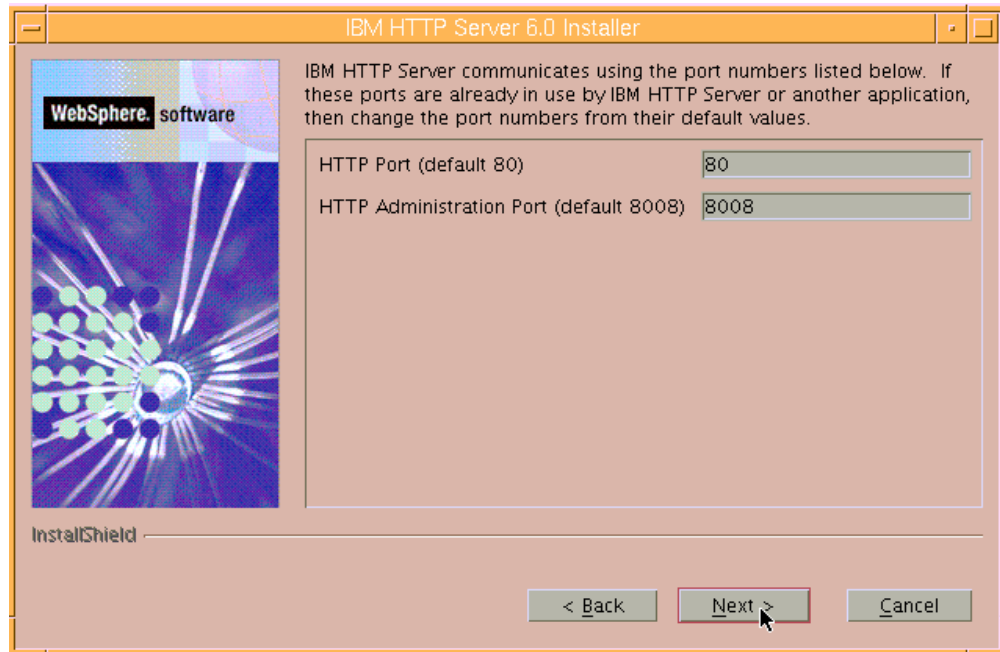 IBM HTTP Server 6.0 Installer
WebSphere. software
IBM HTTP Server communicates using the port numbers listed below. If
these ports are already in use by IBM HTTP Server or another application,
then change the port numbers from their default values.
HTTP Port (default 80) 80
HTTP Administration Port (default 8008) 8008
InstallShield
< Back Next > Cancel